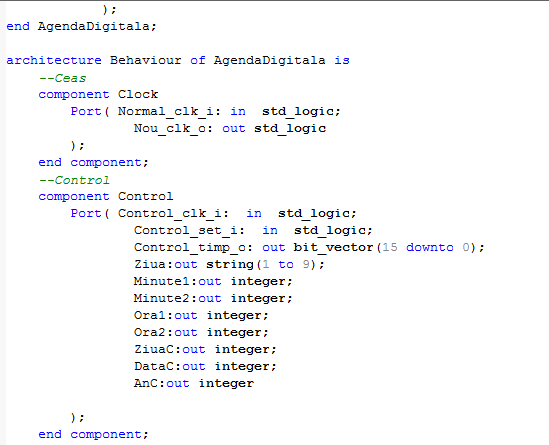 );
end AgendaDigitala;
architecture Behaviour of AgendaDigitala is
--Ceas
component Clock
Port( Normal_clk_i: in  std_logic;
Nou_clk_o: out std_logic
);
end component;
--Control
component Control
Port( Control_clk_i:  in  std_logic;
Control_set_i:  in  std_logic;
Control_timp_o: out bit_vector(15 downto 0);
Ziua:out string(1 to 9);
Minute1:out integer;
Minute2:out integer;
Ora1:out integer;
Ora2:out integer;
ZiuaC:out integer;
DataC:out integer;
AnC:out integer
);
end component;